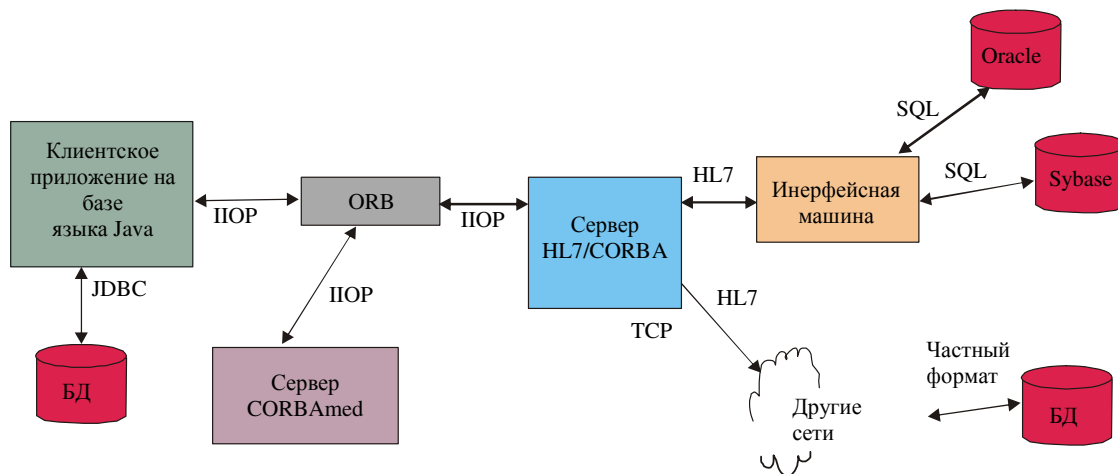 Oracle
SQL
Клиентское
приложение на
базе
языка Java
IIOP
ORB
IIOP
Сервер
HL7/CORBA
HL7
Инерфейсная
машина
SQL
Sybase
JDBC
IIOP
HL7
TCP
БД
Сервер
CORBAmed
Другие
сети
Частный
формат
БД